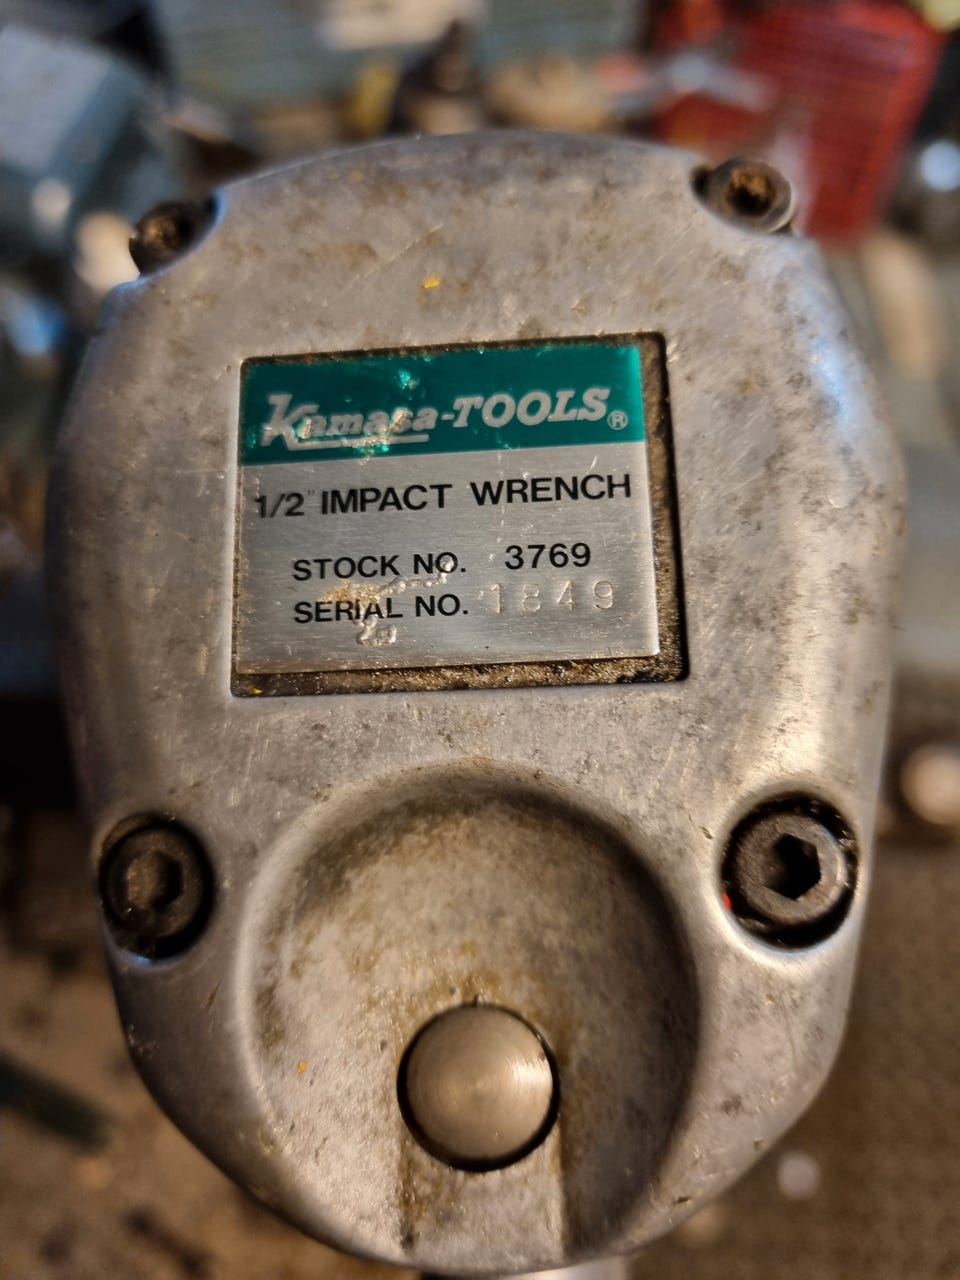 Kamasa-TOOLS®
1/2" IMPACT WRENCH
STOCK NO. 3769
SERIAL NO. 1849